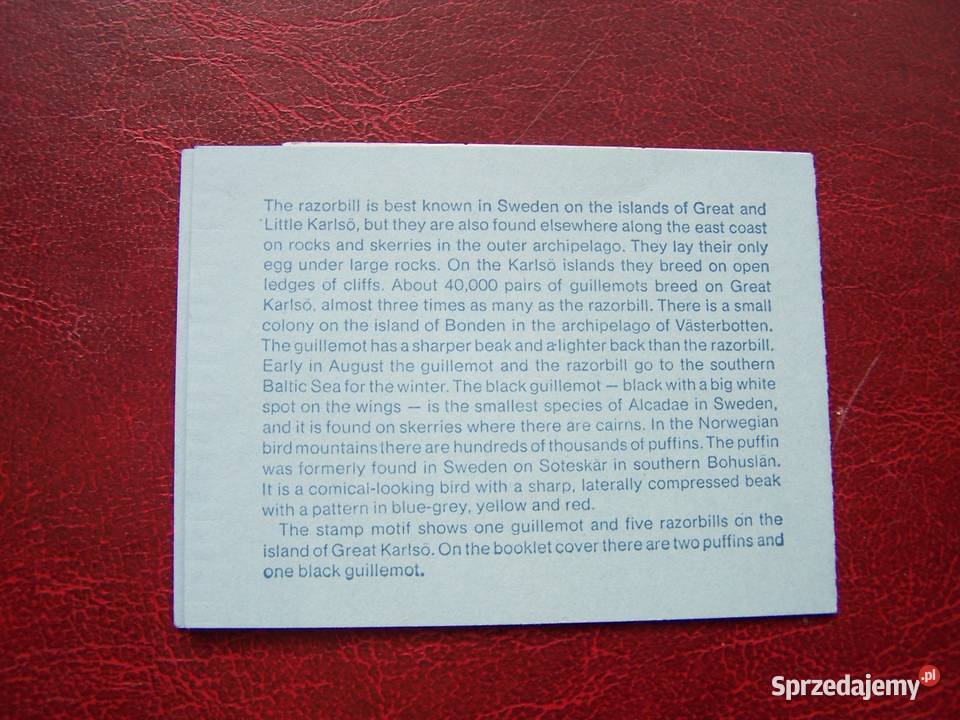 The razorbill is best known in Sweden on the islands of Great and
Little Karlsö, but they are also found elsewhere along the east coast
on rocks and skerries in the outer archipelago. They lay their only
egg under large rocks. On the Karlsö islands they breed on open
ledges of cliffs. About 40,000 pairs of guillemots breed on Great
Karlsö, almost three times as many as the razorbill. There is a small
colony on the island of Bonden in the archipelago of Västerbotten.
The guillemot has a sharper beak and a lighter back than the razorbill.
Early in August the guillemot and the razorbill go to the southern
Baltic Sea for the winter. The black guillemot – black with a big white
spot on the wings – is the smallest species of Alcadae in Sweden,
and it is found on skerries where there are cairns. In the Norwegian
bird mountains there are hundreds of thousands of puffins. The puffin
was formerly found in Sweden on Soteskär in southern Bohuslän.
It is a comical-looking bird with a sharp, laterally compressed beak
with a pattern in blue-grey, yellow and red.
The stamp motif shows one guillemot and five razorbills on the
island of Great Karlsö. On the booklet cover there are two puffins and
one black guillemot.
Sprzedajemy.pl